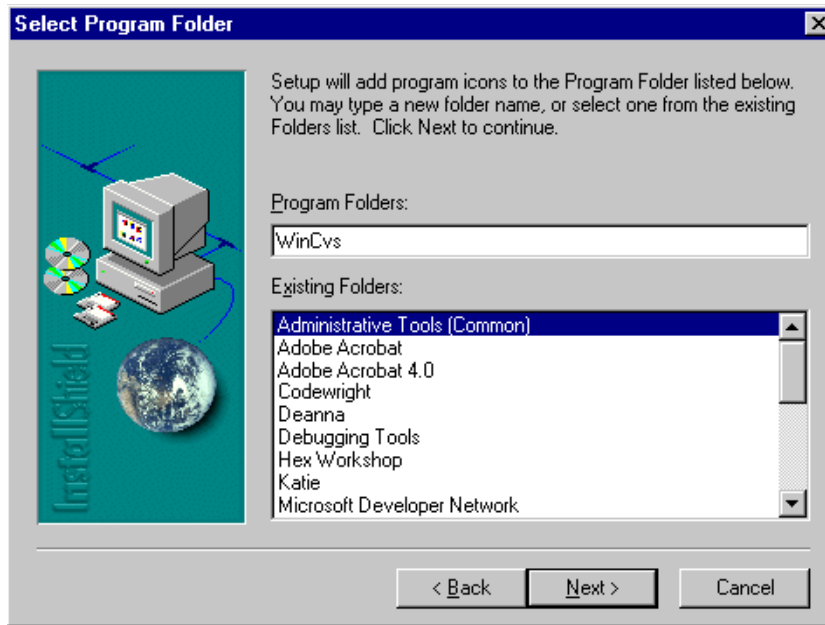 Select Program Folder
Setup will add program icons to the Program Folder listed below.
You may type a new folder name, or select one from the existing
Folders list.  Click Next to continue.
Program Folders:
WinCvs
Existing Folders:
Administrative Tools (Common)
Adobe Acrobat
Adobe Acrobat 4.0
Codewright
Deanna
Debugging Tools
Hex Workshop
Katie
Microsoft Developer Network
InstallShield
< Back
Next >
Cancel